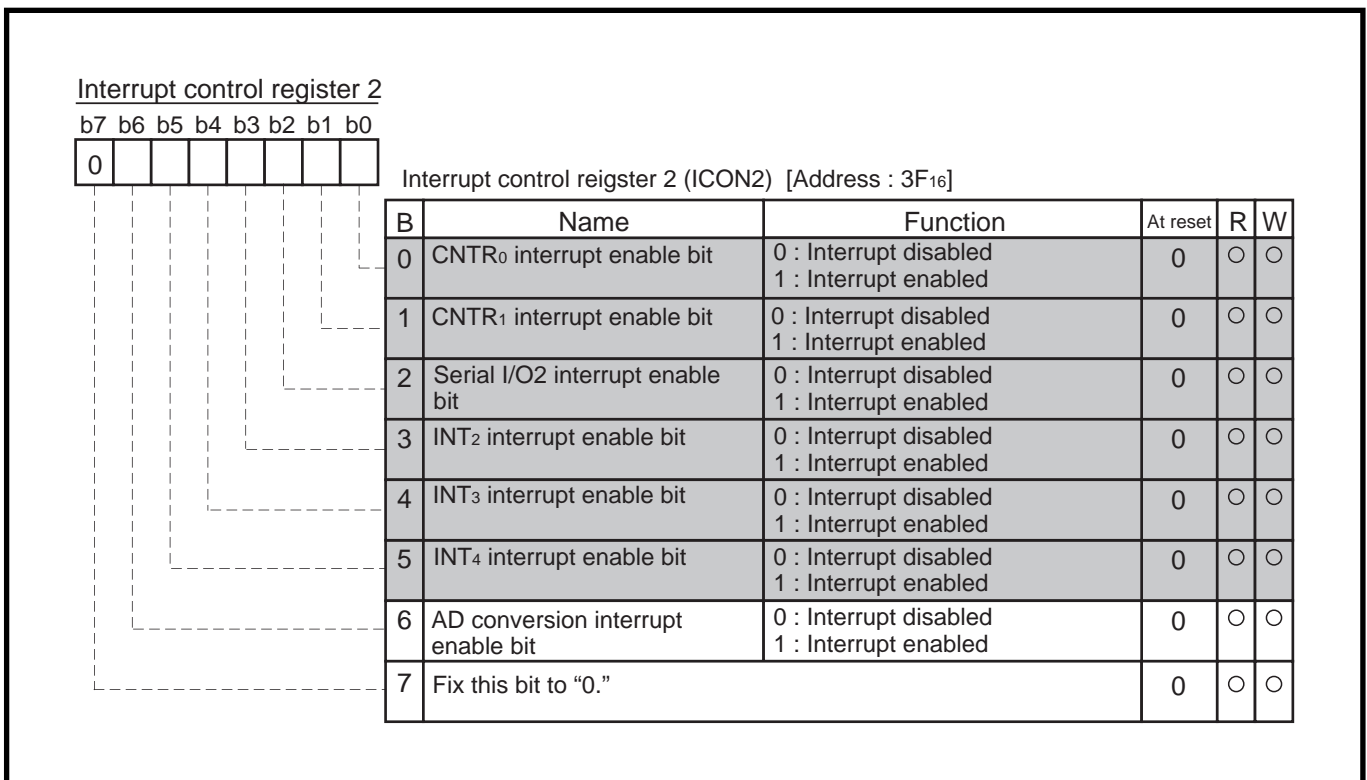 Interrupt control register 2
b7 b6 b5 b4 b3 b2 b1 b0
0
Interrupt control reigster 2 (ICON2) [Address : 3F16]
B Name Function At reset R W
0 CNTR0 interrupt enable bit 0 : Interrupt disabled 0 ○ ○
1 : Interrupt enabled
1 CNTR1 interrupt enable bit 0 : Interrupt disabled 0 ○ ○
1 : Interrupt enabled
2 Serial I/O2 interrupt enable 0 : Interrupt disabled 0 ○ ○
bit 1 : Interrupt enabled
3 INT2 interrupt enable bit 0 : Interrupt disabled 0 ○ ○
1 : Interrupt enabled
4 INT3 interrupt enable bit 0 : Interrupt disabled 0 ○ ○
1 : Interrupt enabled
5 INT4 interrupt enable bit 0 : Interrupt disabled 0 ○ ○
1 : Interrupt enabled
6 AD conversion interrupt 0 : Interrupt disabled 0 ○ ○
enable bit 1 : Interrupt enabled
7 Fix this bit to “0.” 0 ○ ○